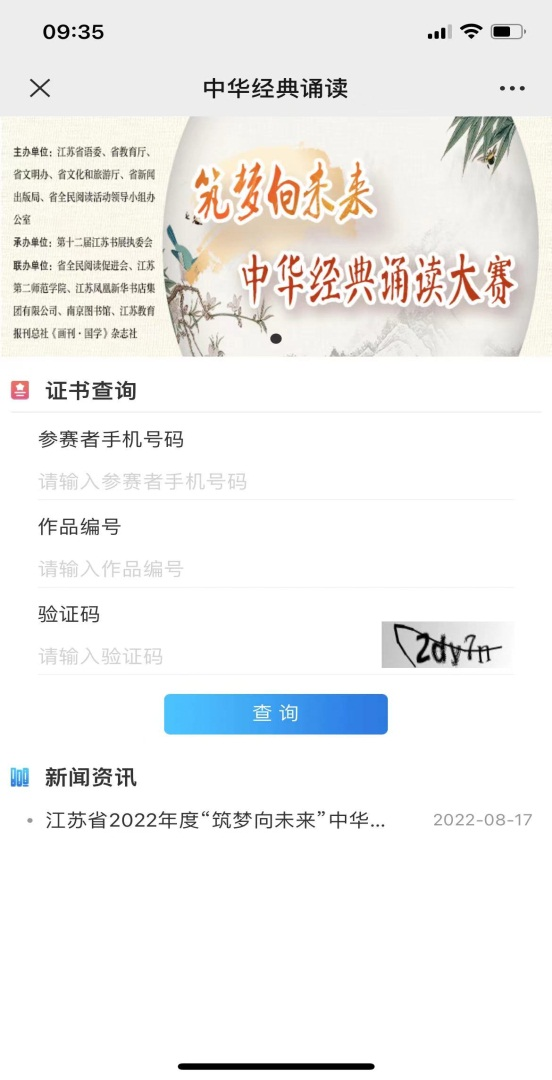 09:35
中华经典诵读
主办单位：江苏省语委、省教育厅、
省文明办、省文化和旅游厅、省新闻
出版局、省全民阅读活动领导小组办
公室
承办单位：第十二届江苏书展执委会
联办单位：省全民阅读促进会、江苏
第二师范学院、江苏凤凰新华书店集
团有限公司、南京图书馆、江苏教育
报刊总社《画刊·国学》杂志社
筑梦向未来
中华经典诵读大赛
证书查询
参赛者手机号码
请输入参赛者手机号码
作品编号
请输入作品编号
验证码
请输入验证码
2dy7n
查询
新闻资讯
江苏省2022年度“筑梦向未来”中华...
2022-08-17